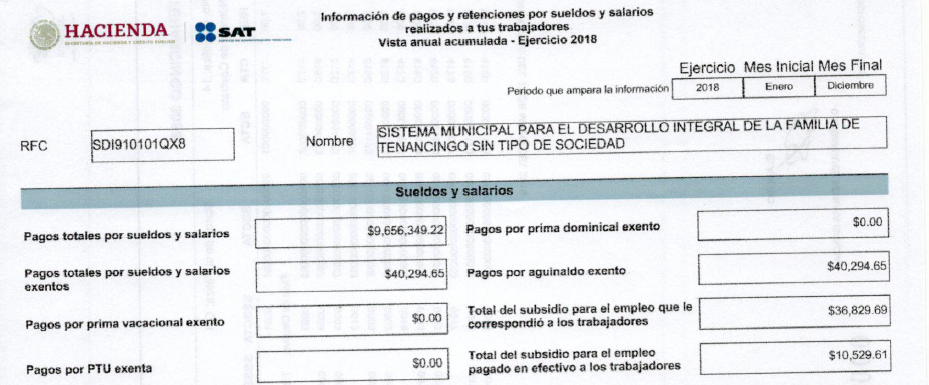 Información de pagos y retenciones por sueldos y salarios
realizados a tus trabajadores
Vista anual acumulada - Ejercicio 2018
HACIENDA
SECRETARÍA DE HACIENDA Y CRÉDITO PÚBLICO
SAT
Ejercicio Mes Inicial Mes Final
Periodo que ampara la información 2018 Enero Diciembre
RFC SDI910101QX8
Nombre SISTEMA MUNICIPAL PARA EL DESARROLLO INTEGRAL DE LA FAMILIA DE
TENANCINGO SIN TIPO DE SOCIEDAD
Sueldos y salarios
Pagos totales por sueldos y salarios $9,656,349.22
Pagos por prima dominical exento $0.00
Pagos totales por sueldos y salarios
exentos $40,294.65
Pagos por aguinaldo exento $40,294.65
Pagos por prima vacacional exento $0.00
Total del subsidio para el empleo que le
correspondió a los trabajadores $36,829.69
Pagos por PTU exenta $0.00
Total del subsidio para el empleo
pagado en efectivo a los trabajadores $10,529.61